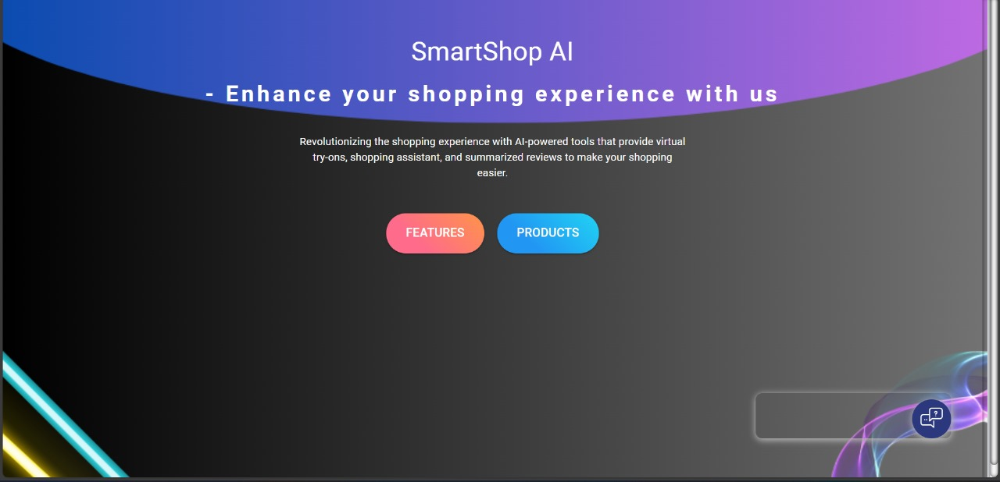 SmartShop AI
- Enhance your shopping experience with us
Revolutionizing the shopping experience with AI-powered tools that provide virtual
try-ons, shopping assistant, and summarized reviews to make your shopping
easier.
FEATURES
PRODUCTS